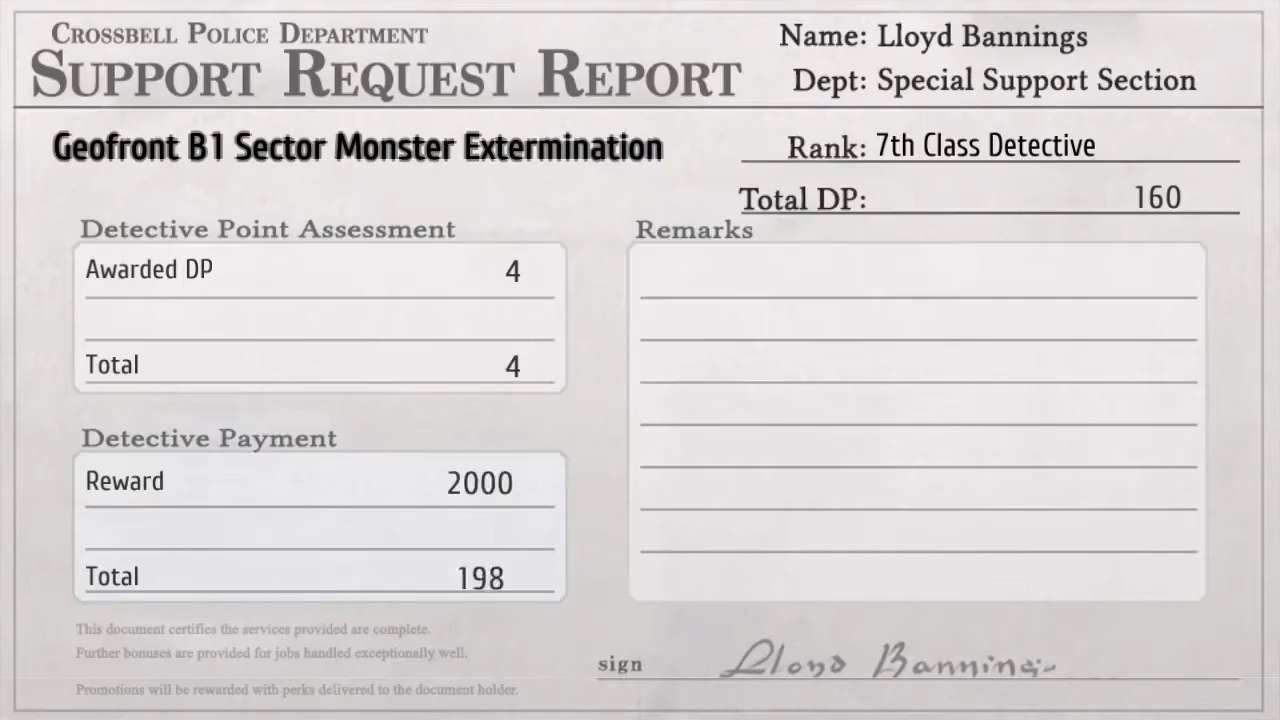 CROSSBELL POLICE DEPARTMENT
SUPPORT REQUEST REPORT
Name: Lloyd Bannings
Dept: Special Support Section
Geofront B1 Sector Monster Extermination
Rank: 7th Class Detective
Total DP: 160
Detective Point Assessment
Awarded DP 4
Total 4
Remarks
Detective Payment
Reward 2000
Total 198
This document certifies the services provided are complete.
Further bonuses are provided for jobs handled exceptionally well.
Promotions will be rewarded with perks delivered to the document holder.
sign Lloyd Bannings